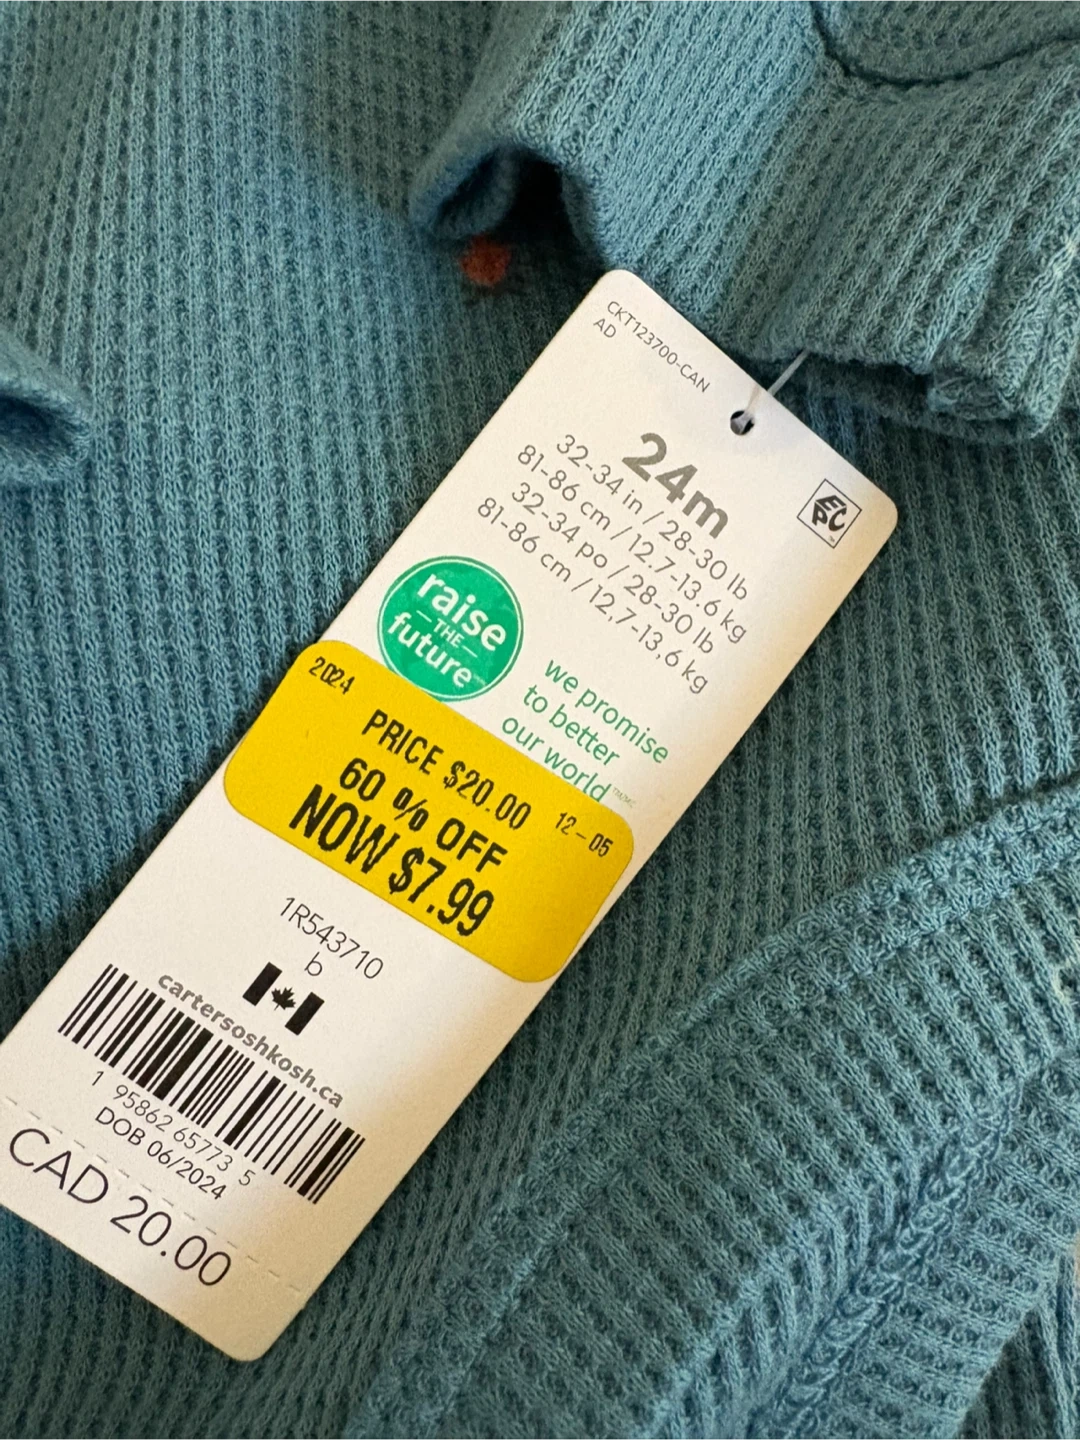 CKT123700-CAN
AD
24m
32-34 in / 28-30 lb
81-86 cm / 12.7-13.6 kg
32-34 po / 28-30 lb
81-86 cm / 12,7-13,6 kg
EPC
raise
THE
future
we promise
to better
our world
2024
PRICE $20.00
12-05
60 % OFF
NOW $7.99
1R543710
b
cartersoshkosh.ca
1 95862 65773 5
DOB 06/2024
CAD 20.00